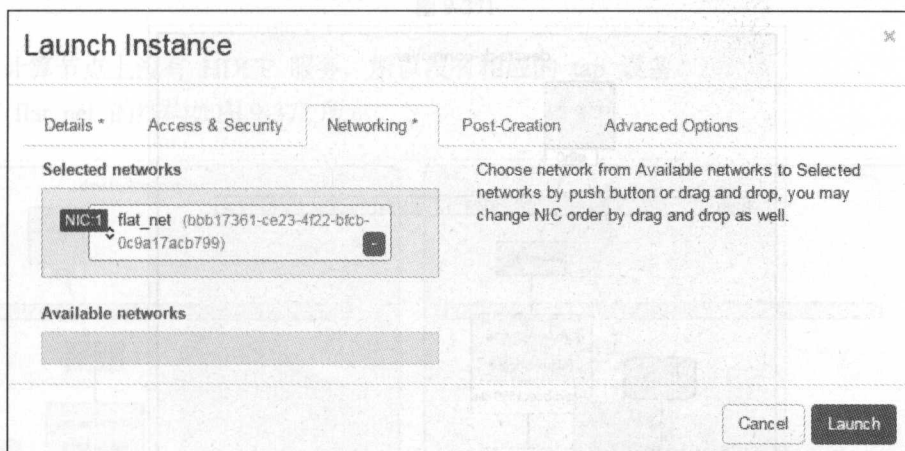 Launch Instance
×
Details * Access & Security Networking * Post-Creation Advanced Options
Selected networks
NIC:1 flat_net (bbb17361-ce23-4f22-bfcb-
0c9a17acb799)
-
Choose network from Available networks to Selected
networks by push button or drag and drop, you may
change NIC order by drag and drop as well.
Available networks
Cancel Launch